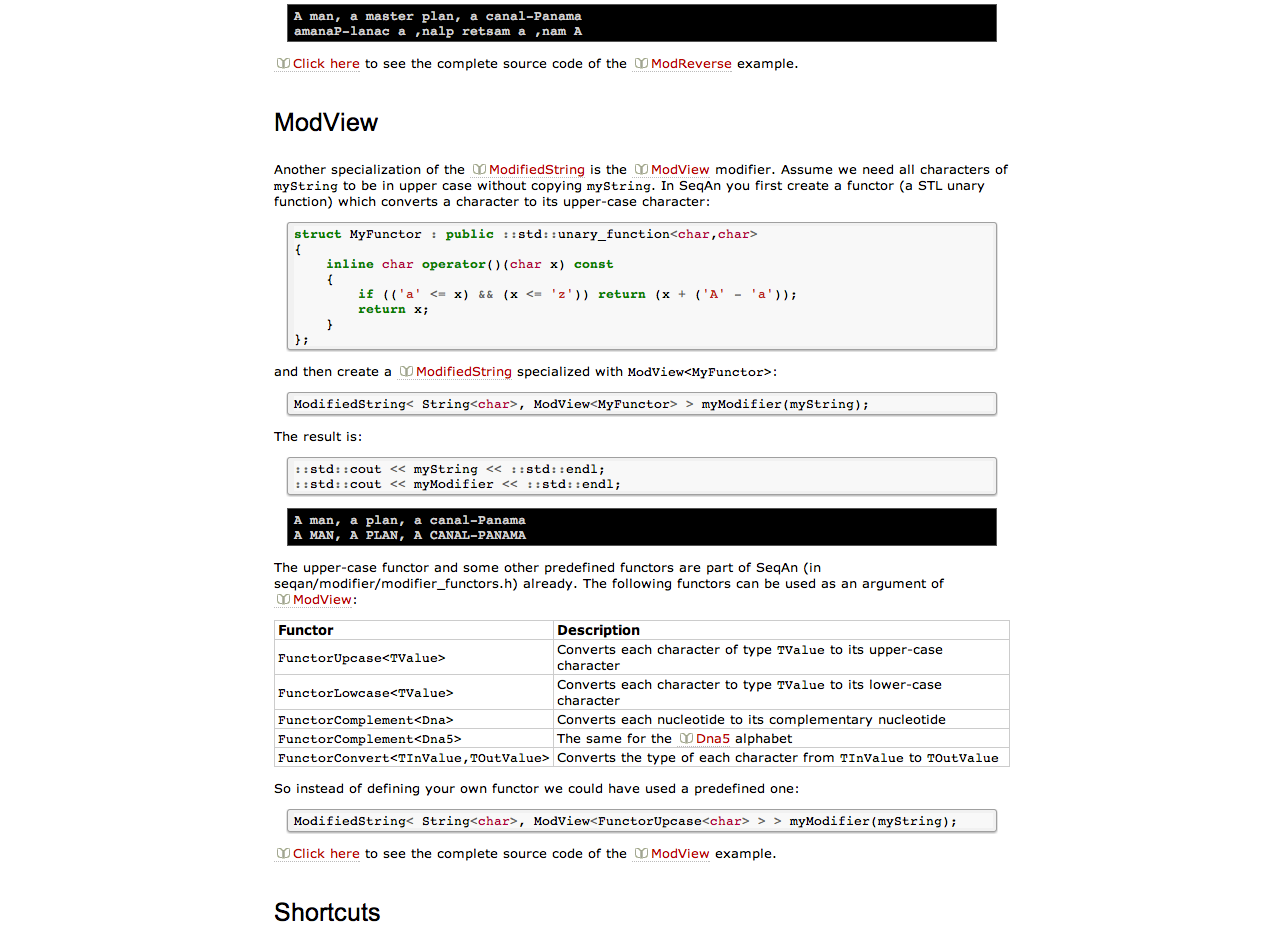 A man, a master plan, a canal-Panama
amanaP-lanac a ,nalp retsam a ,nam A
Click here to see the complete source code of the ModReverse example.
ModView
Another specialization of the ModifiedString is the ModView modifier. Assume we need all characters of
myString to be in upper case without copying myString. In SeqAn you first create a functor (a STL unary
function) which converts a character to its upper-case character:
struct MyFunctor : public ::std::unary_function<char,char>
{
    inline char operator()(char x) const
    {
        if (('a' <= x) && (x <= 'z')) return (x + ('A' - 'a'));
        return x;
    }
};
and then create a ModifiedString specialized with ModView<MyFunctor>:
ModifiedString< String<char>, ModView<MyFunctor> > myModifier(myString);
The result is:
::std::cout << myString << ::std::endl;
::std::cout << myModifier << ::std::endl;
A man, a plan, a canal-Panama
A MAN, A PLAN, A CANAL-PANAMA
The upper-case functor and some other predefined functors are part of SeqAn (in
seqan/modifier/modifier_functors.h) already. The following functors can be used as an argument of
ModView:
Functor Description
FunctorUpcase<TValue> Converts each character of type TValue to its upper-case
character
FunctorLowcase<TValue> Converts each character to type TValue to its lower-case
character
FunctorComplement<Dna> Converts each nucleotide to its complementary nucleotide
FunctorComplement<Dna5> The same for the Dna5 alphabet
FunctorConvert<TInValue,TOutValue> Converts the type of each character from TInValue to TOutValue
So instead of defining your own functor we could have used a predefined one:
ModifiedString< String<char>, ModView<FunctorUpcase<char> > > myModifier(myString);
Click here to see the complete source code of the ModView example.
Shortcuts